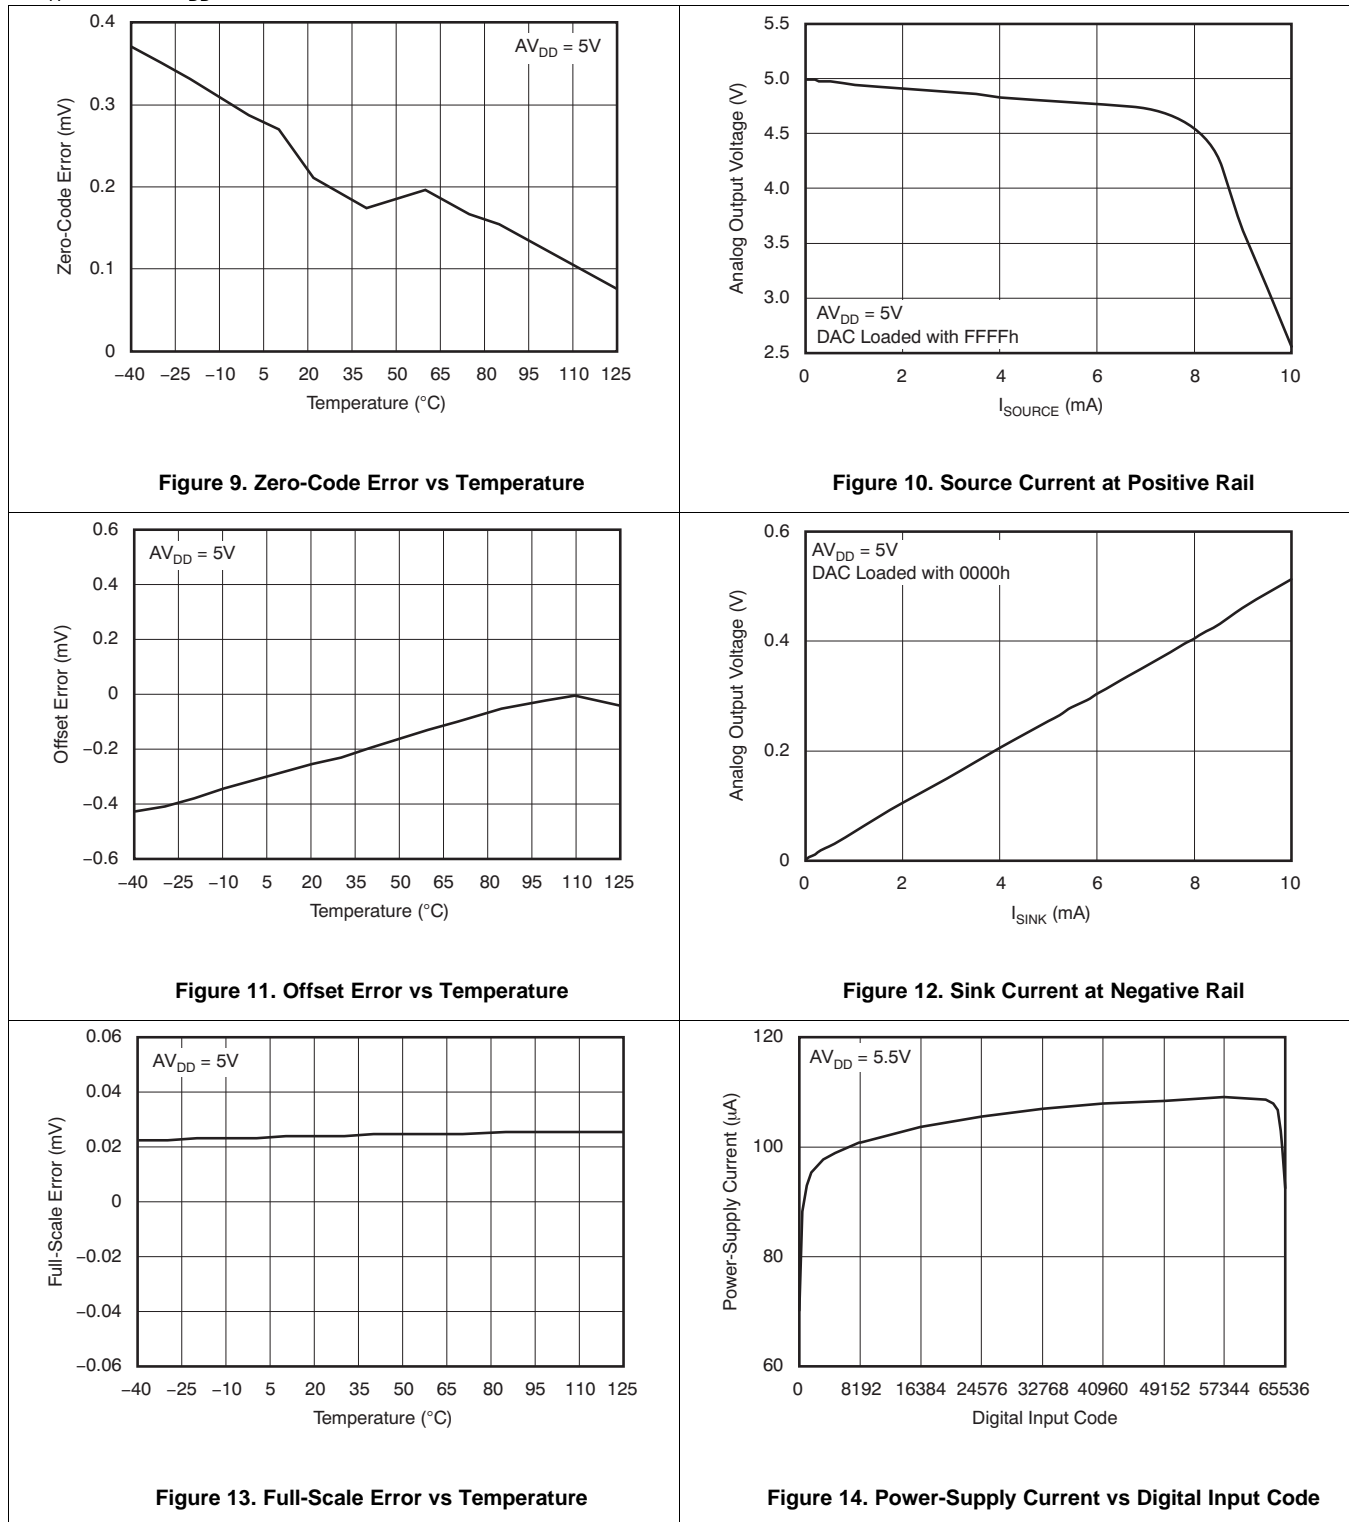 DD
0.4
0.3
0.2
0.1
0
AV_DD = 5V
Zero-Code Error (mV)
−40 −25 −10 5 20 35 50 65 80 95 110 125
Temperature (°C)
Figure 9. Zero-Code Error vs Temperature
5.5
5.0
4.5
4.0
3.5
3.0
2.5
Analog Output Voltage (V)
AV_DD = 5V
DAC Loaded with FFFFh
0 2 4 6 8 10
I_SOURCE (mA)
Figure 10. Source Current at Positive Rail
0.6
0.4
0.2
0
−0.2
−0.4
−0.6
AV_DD = 5V
Offset Error (mV)
−40 −25 −10 5 20 35 50 65 80 95 110 125
Temperature (°C)
Figure 11. Offset Error vs Temperature
0.6
0.4
0.2
0
AV_DD = 5V
DAC Loaded with 0000h
Analog Output Voltage (V)
0 2 4 6 8 10
I_SINK (mA)
Figure 12. Sink Current at Negative Rail
0.06
0.04
0.02
0
−0.02
−0.04
−0.06
AV_DD = 5V
Full-Scale Error (mV)
−40 −25 −10 5 20 35 50 65 80 95 110 125
Temperature (°C)
Figure 13. Full-Scale Error vs Temperature
120
100
80
60
AV_DD = 5.5V
Power-Supply Current (μA)
0 8192 16384 24576 32768 40960 49152 57344 65536
Digital Input Code
Figure 14. Power-Supply Current vs Digital Input Code